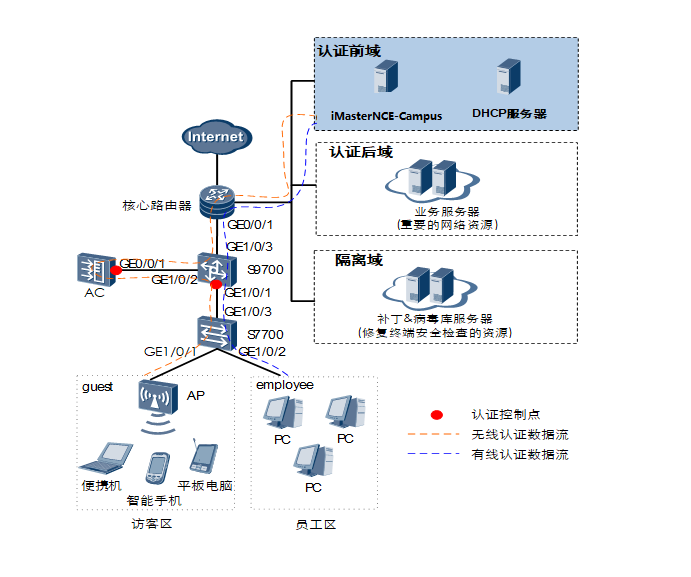 认证前域
iMasterNCE-Campus
DHCP服务器
Internet
认证后域
核心路由器
业务服务器
(重要的网络资源)
GE0/0/1
GE1/0/3
GE0/0/1
S9700
隔离域
GE1/0/2
AC
GE1/0/1
GE1/0/3
补丁&病毒库服务器
(修复终端安全检查的资源)
S7700
GE1/0/1
GE1/0/2
guest
AP
employee
PC
PC
PC
便携机
智能手机
平板电脑
访客区
员工区
认证控制点
无线认证数据流
有线认证数据流